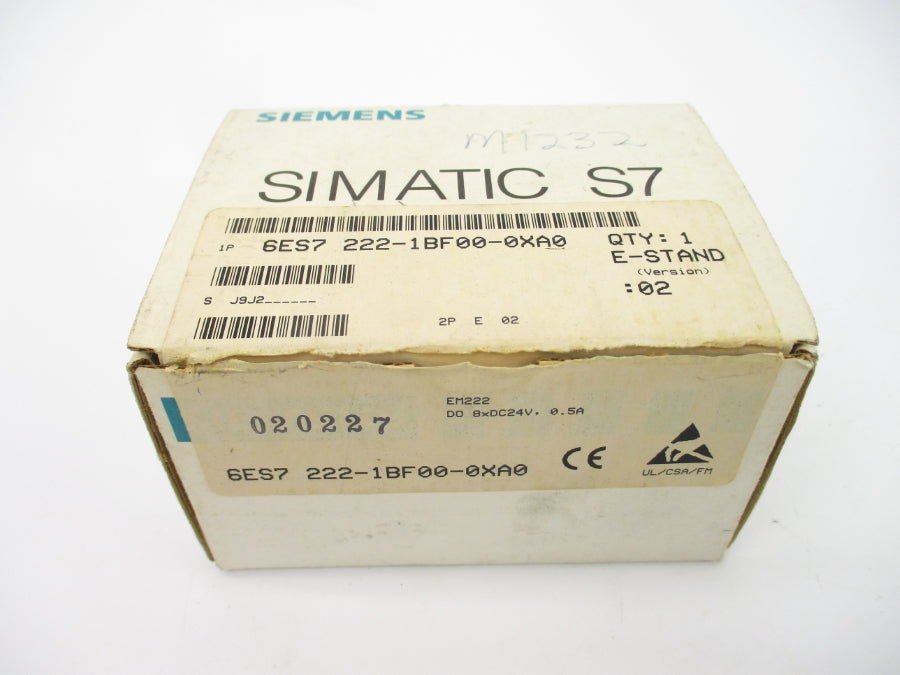 SIEMENS
M1232
SIMATIC S7
1P 6ES7 222-1BF00-0XA0
QTY: 1
E-STAND
(Version)
:02
S J9J2______
2P E 02
EM222
DO 8xDC24V, 0.5A
020227
6ES7 222-1BF00-0XA0
CE
UL/CSA/FM